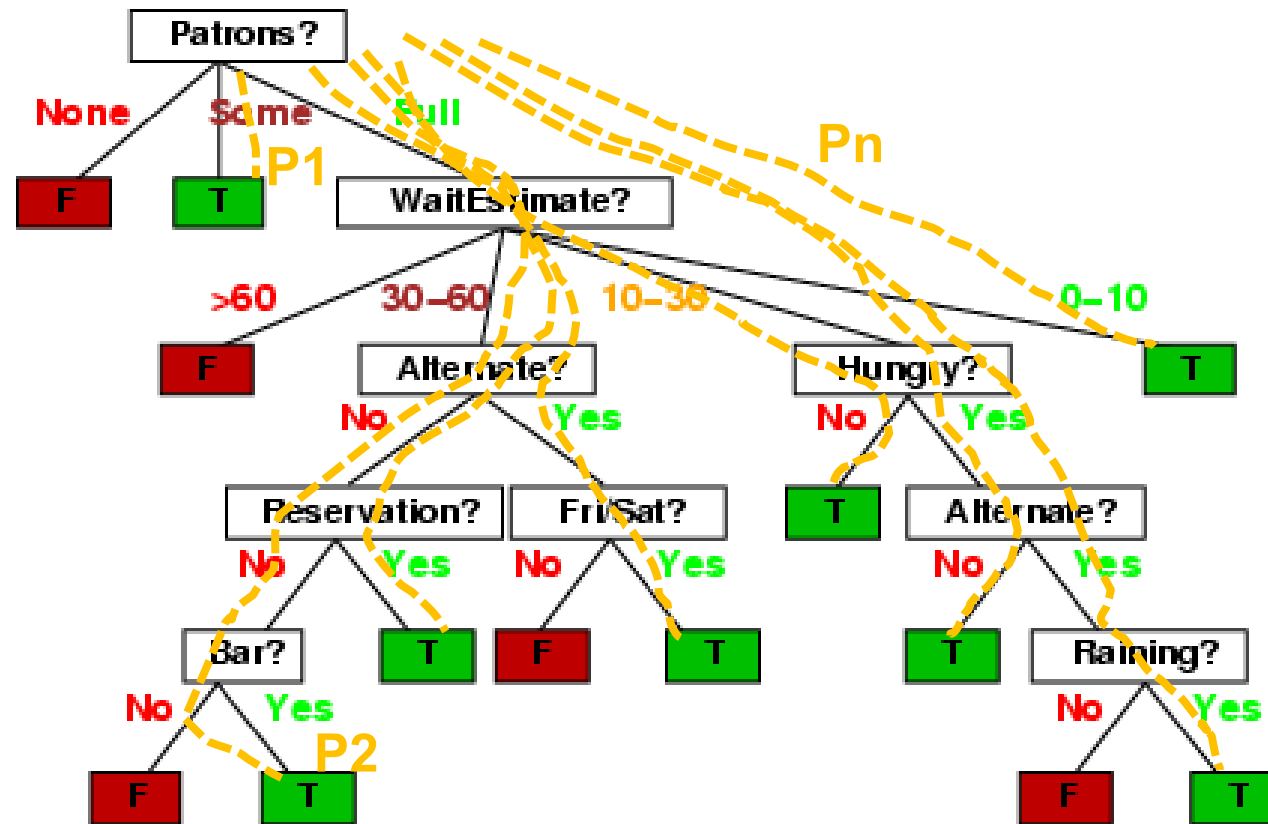 Patrons?
None Some Full
P1 Pn
F T WaitEstimate?
>60 30–60 10–30 0–10
F Alternate? Hungry? T
No Yes No Yes
Reservation? Fri/Sat? T Alternate?
No Yes No Yes No Yes
Bar? T F T T Raining?
No Yes No Yes
P2
F T F T